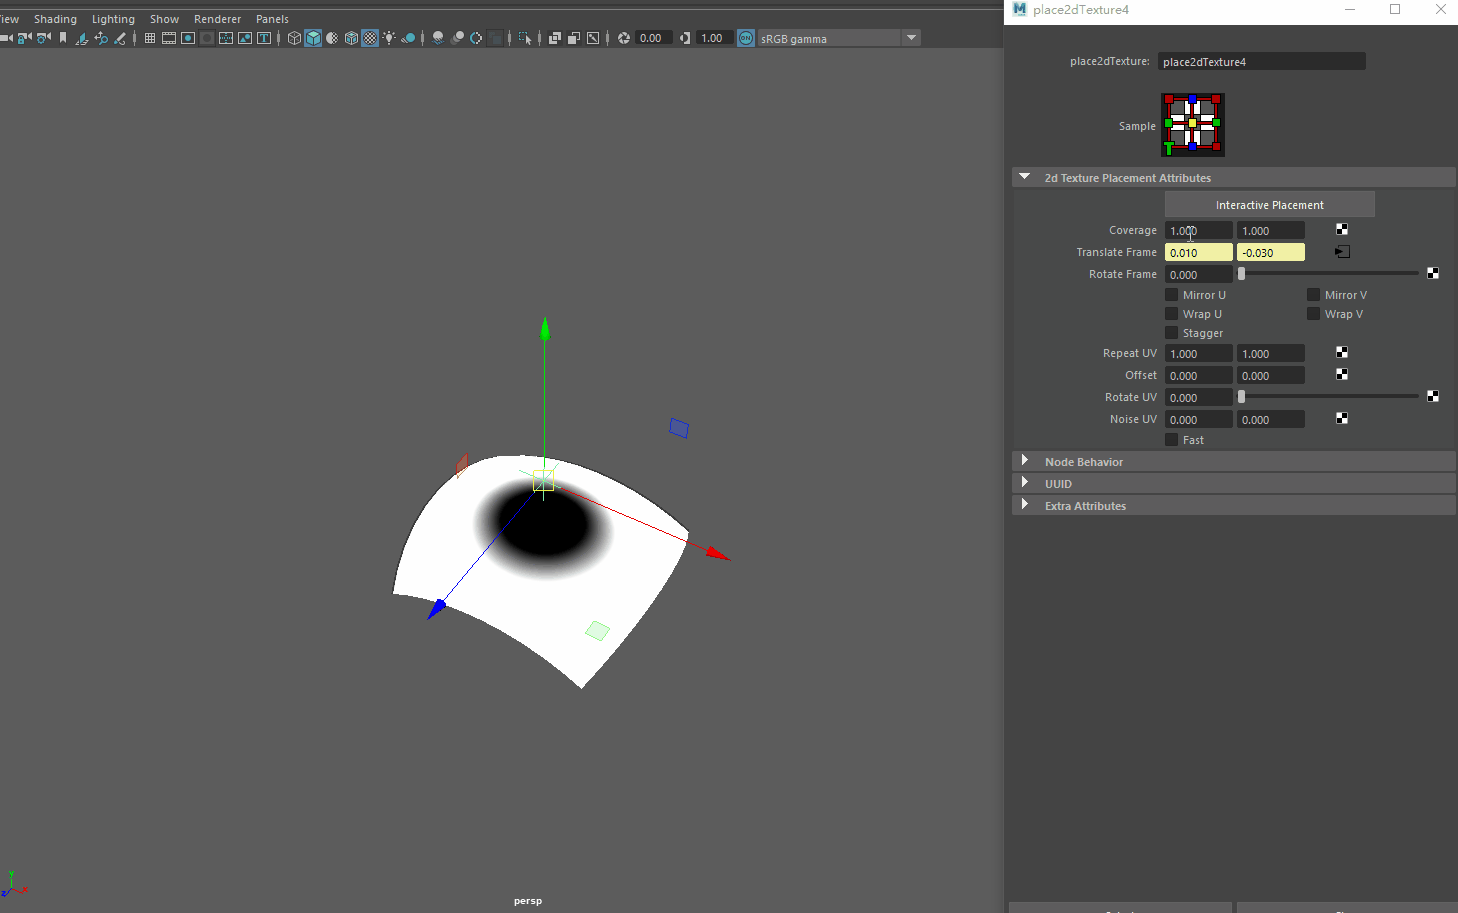 iew Shading Lighting Show Renderer Panels
0.00 1.00 ON sRGB gamma
persp
Y
X
Z
place2dTexture4
place2dTexture: place2dTexture4
Sample
2d Texture Placement Attributes
Interactive Placement
Coverage 1.000 1.000
Translate Frame 0.010 -0.030
Rotate Frame 0.000
Mirror U Mirror V
Wrap U Wrap V
Stagger
Repeat UV 1.000 1.000
Offset 0.000 0.000
Rotate UV 0.000
Noise UV 0.000 0.000
Fast
Node Behavior
UUID
Extra Attributes